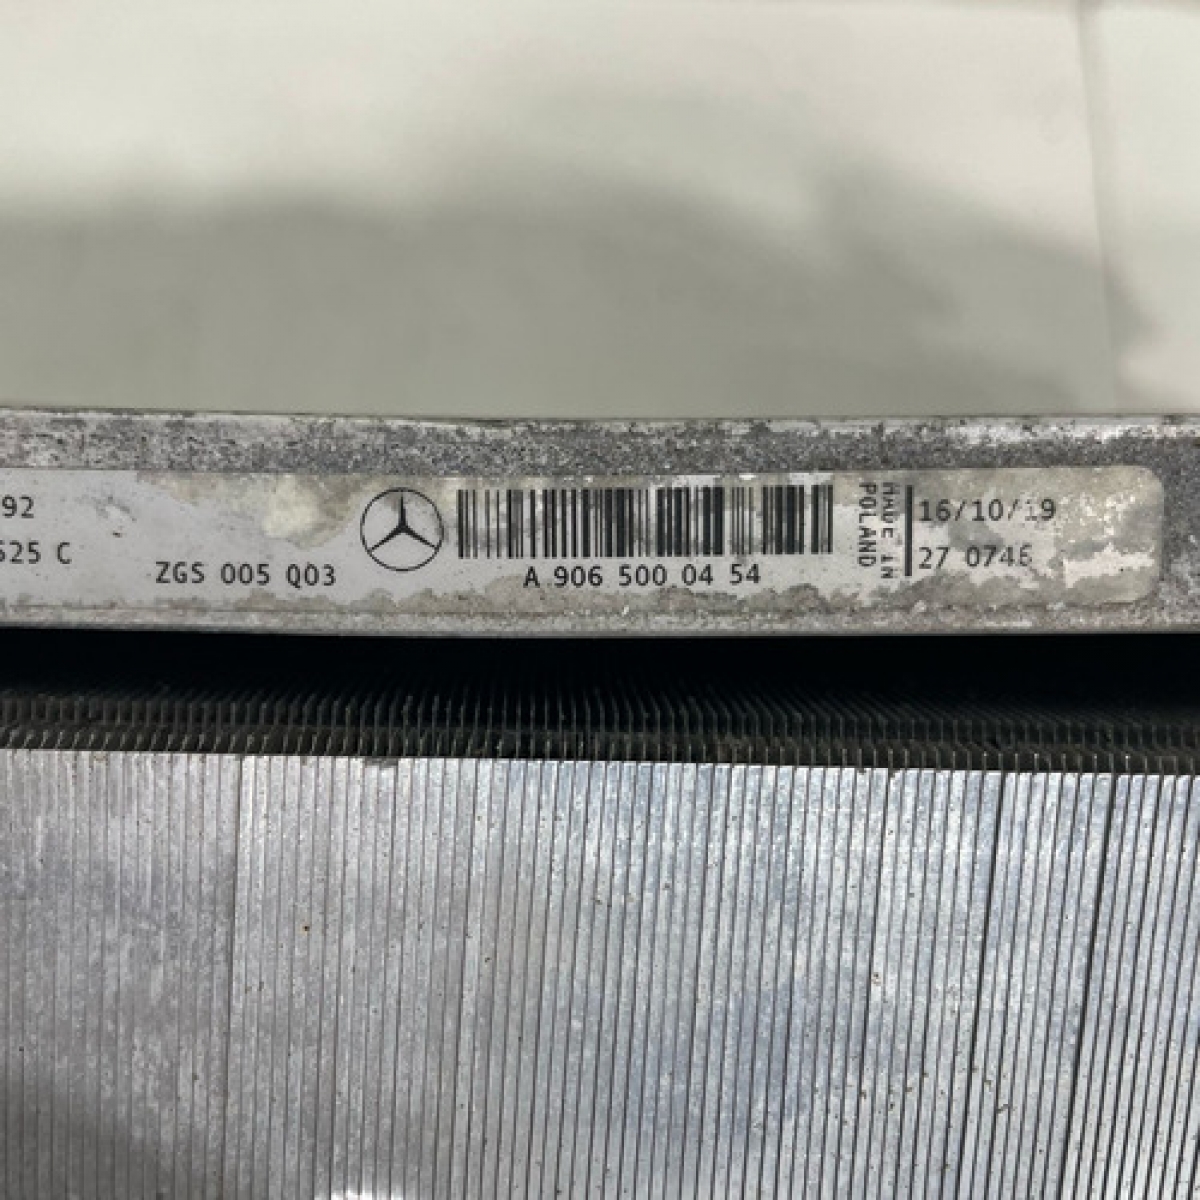 92
525 C
ZGS 005 Q03
A 906 500 04 54
MADE IN
POLAND
16/10/19
27 0746